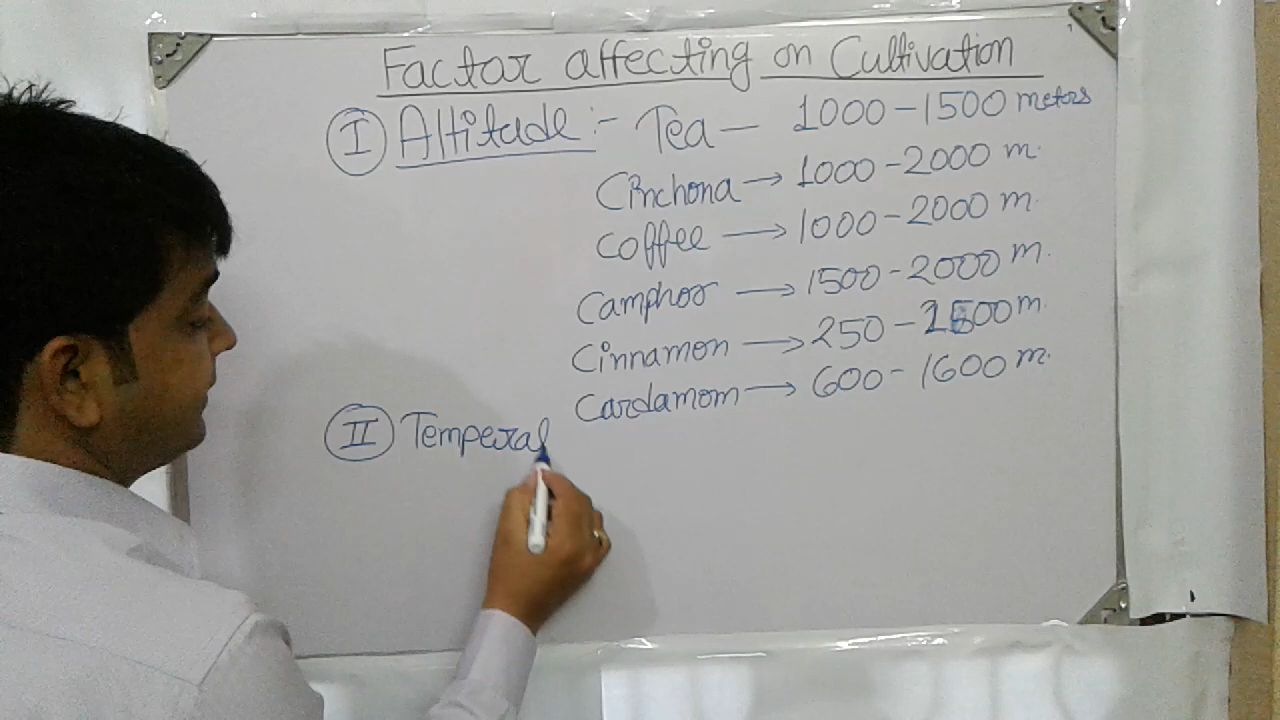 Factor affecting on Cultivation
I Altitude :- Tea — 1000-1500 meters
Cinchona → 1000-2000 m.
Coffee → 1000-2000 m.
Camphor → 1500-2000 m.
Cinnamon → 250-1500 m.
Cardamom → 600-1600 m.
II Temperat